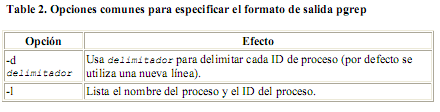 Table 2. Opciones comunes para especificar el formato de salida pgrep
Opción Efecto
-d delimitador Usa delimitador para delimitar cada ID de proceso (por defecto se utiliza una nueva línea).
-l Lista el nombre del proceso y el ID del proceso.